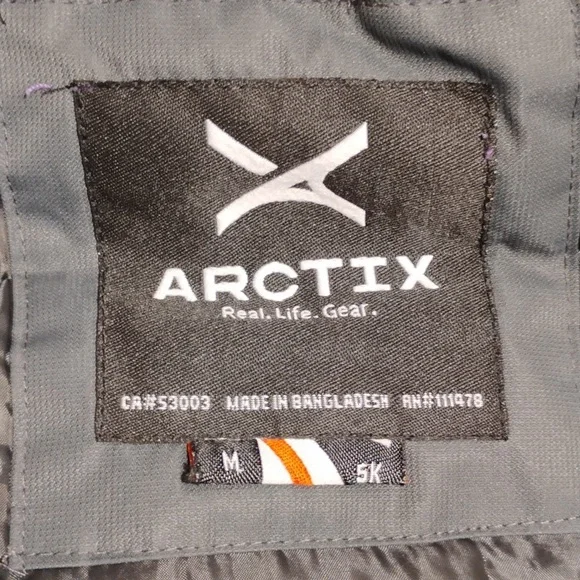 ARCTIX
Real. Life. Gear.
CA#53003 MADE IN BANGLADESH RN#111478
M 5K